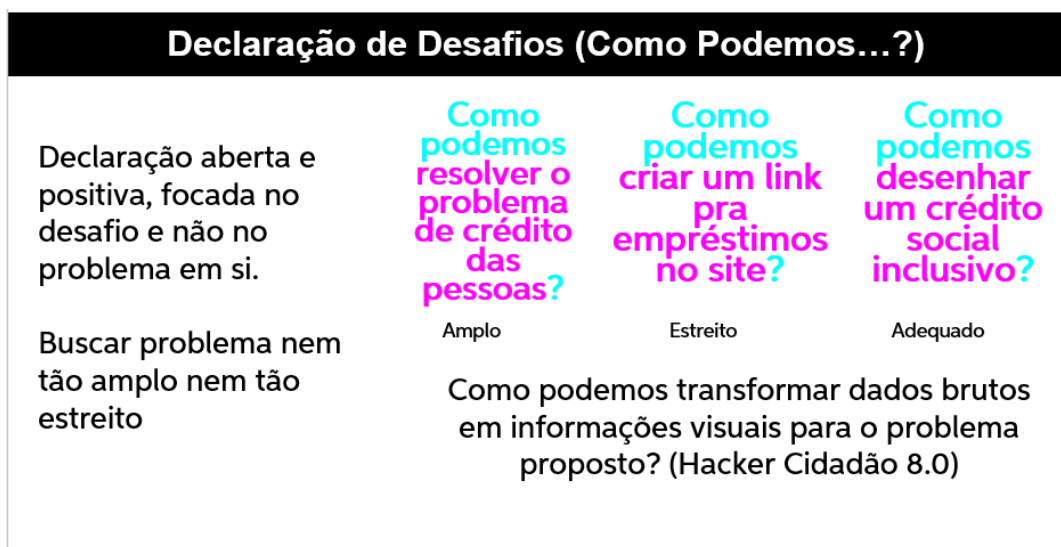 Declaração de Desafios (Como Podemos...?)
Declaração aberta e
positiva, focada no
desafio e não no
problema em si.
Buscar problema nem
tão amplo nem tão
estreito
Como
podemos
resolver o
problema
de crédito
das
pessoas?
Amplo
Como
podemos
criar um link
pra
empréstimos
no site?
Estreito
Como
podemos
desenhar
um crédito
social
inclusivo?
Adequado
Como podemos transformar dados brutos
em informações visuais para o problema
proposto? (Hacker Cidadão 8.0)